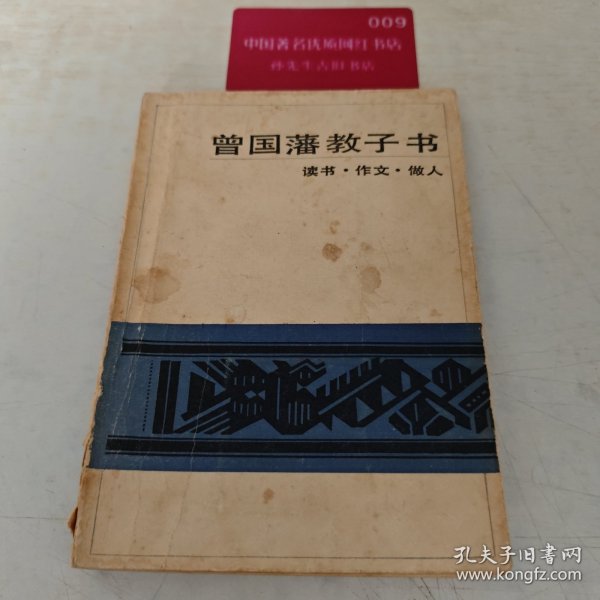 009
中国著名优质网红书店
孙先生古旧书店
曾国藩教子书
读书·作文·做人
孔夫子旧书网
www.kongfz.com